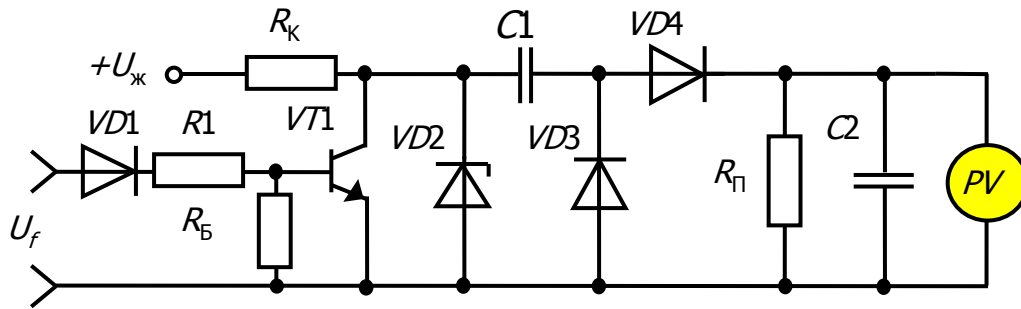 R_К
C1
VD4
+U_ж
VD1
R1
VT1
VD2
VD3
R_П
C2
PV
R_Б
U_f